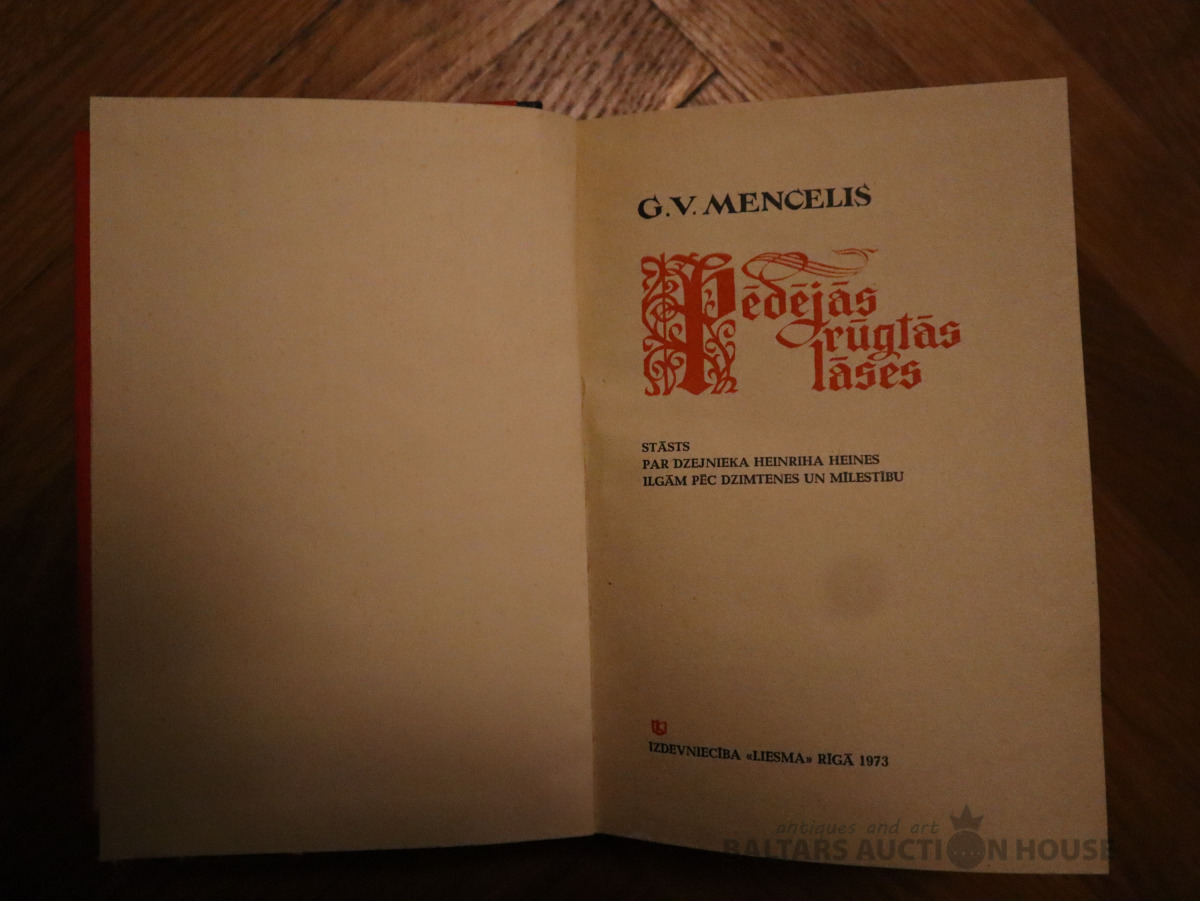 G.V. MENCELIS
Pēdējās
rūgtās
lāses
STĀSTS
PAR DZEJNIEKA HEINRIHA HEINES
ILGĀM PĒC DZIMTENES UN MĪLESTĪBU
IZDEVNIECĪBA «LIESMA» RĪGĀ 1973
antiques and art
BALTARS AUCTION HOUSE